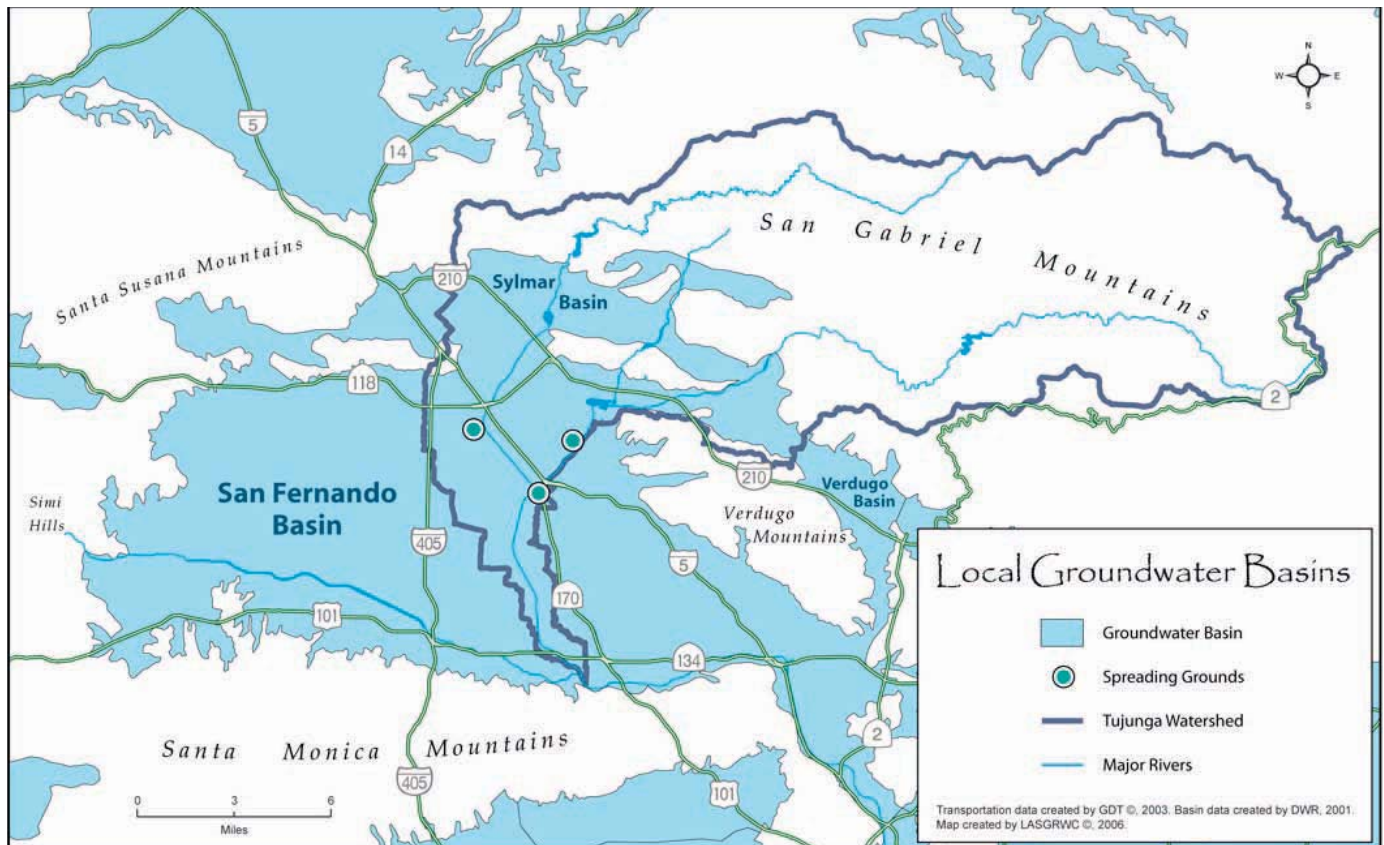 N
W E
S
5
14
San Gabriel Mountains
Santa Susana Mountains
210
Sylmar
Basin
118
2
San Fernando
Basin
Simi
Hills
210
Verdugo
Basin
Verdugo
Mountains
405
5
170
101
134
Local Groundwater Basins
Groundwater Basin
Spreading Grounds
Tujunga Watershed
Major Rivers
Transportation data created by GDT ©, 2003. Basin data created by DWR, 2001.
Map created by LASGRWC ©, 2006.
Santa Monica Mountains
2
405
101
0 3 6
Miles